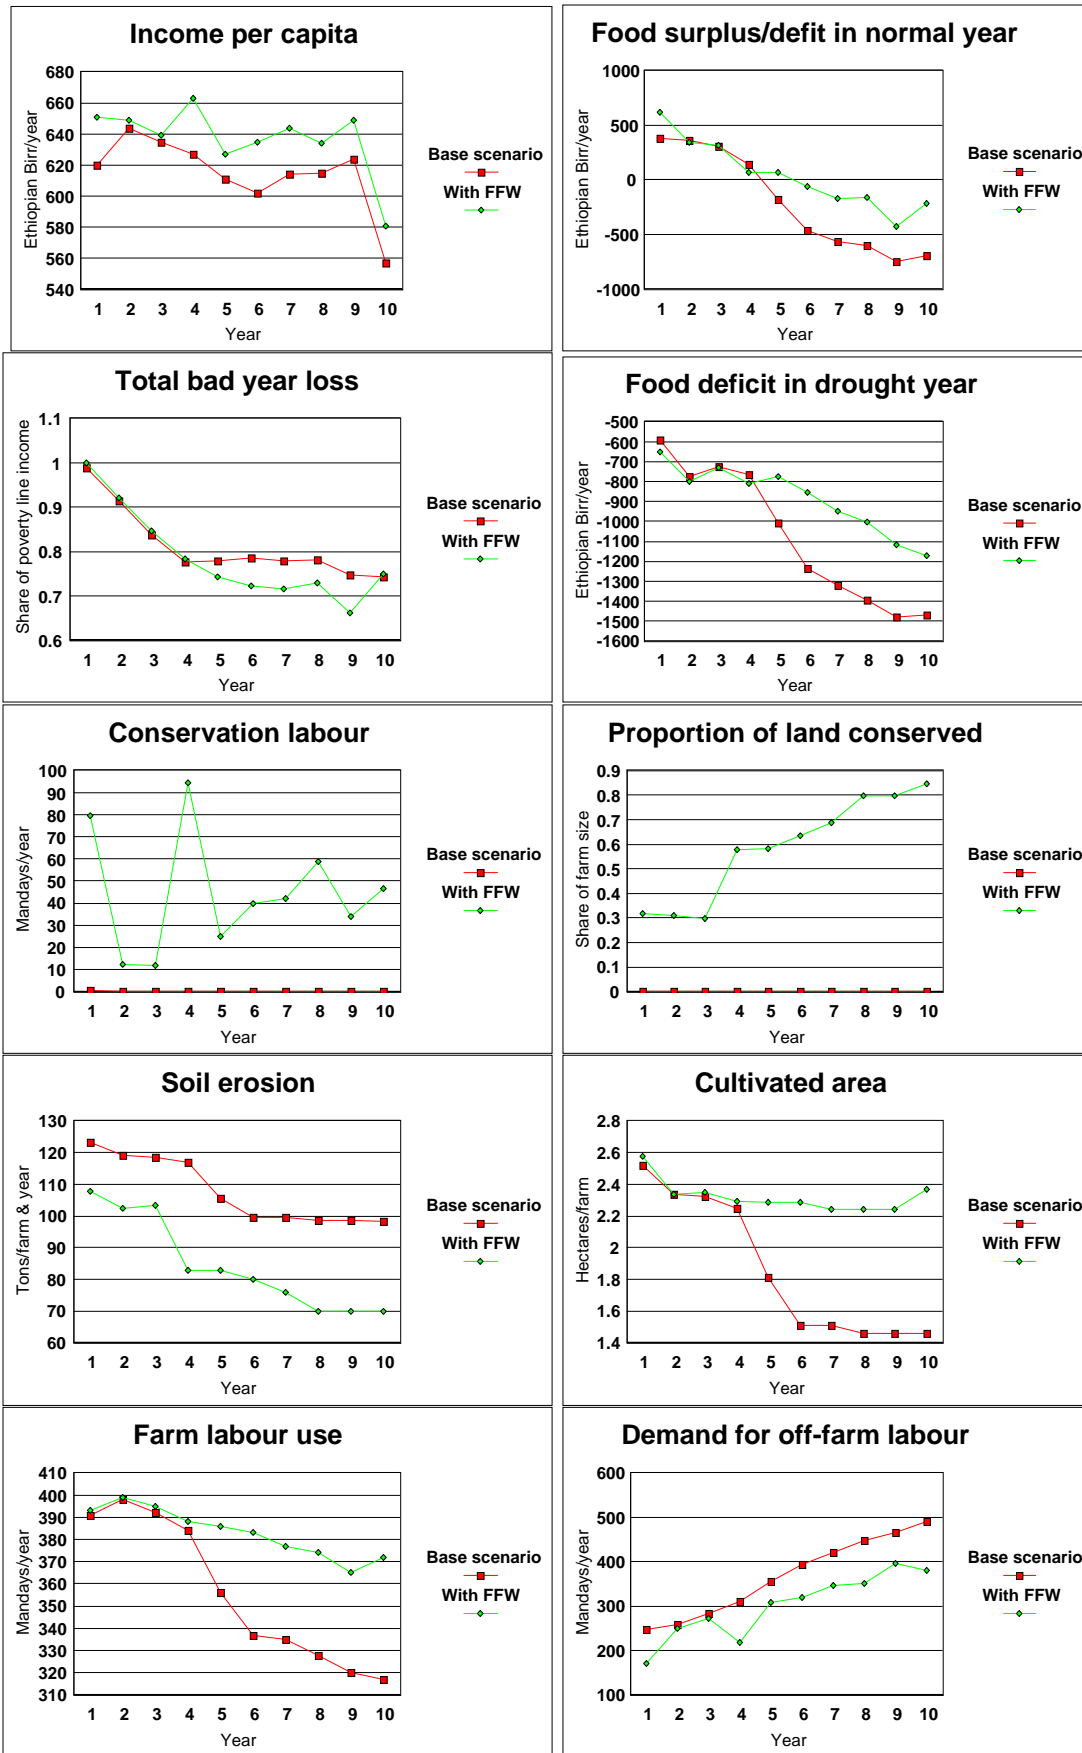 Income per capita
680
660
640
620
600
580
560
540
Ethiopian Birr/year
1 2 3 4 5 6 7 8 9 10
Year
Base scenario
With FFW
Food surplus/defit in normal year
1000
500
0
-500
-1000
Ethiopian Birr/year
1 2 3 4 5 6 7 8 9 10
Year
Base scenario
With FFW
Total bad year loss
1.1
1
0.9
0.8
0.7
0.6
Share of poverty line income
1 2 3 4 5 6 7 8 9 10
Year
Base scenario
With FFW
Food deficit in drought year
-500
-600
-700
-800
-900
-1000
-1100
-1200
-1300
-1400
-1500
-1600
Ethiopian Birr/year
1 2 3 4 5 6 7 8 9 10
Year
Base scenario
With FFW
Conservation labour
100
90
80
70
60
50
40
30
20
10
0
Mandays/year
1 2 3 4 5 6 7 8 9 10
Year
Base scenario
With FFW
Proportion of land conserved
0.9
0.8
0.7
0.6
0.5
0.4
0.3
0.2
0.1
0
Share of farm size
1 2 3 4 5 6 7 8 9 10
Year
Base scenario
With FFW
Soil erosion
130
120
110
100
90
80
70
60
Tons/farm & year
1 2 3 4 5 6 7 8 9 10
Year
Base scenario
With FFW
Cultivated area
2.8
2.6
2.4
2.2
2
1.8
1.6
1.4
Hectares/farm
1 2 3 4 5 6 7 8 9 10
Year
Base scenario
With FFW
Farm labour use
410
400
390
380
370
360
350
340
330
320
310
Mandays/year
1 2 3 4 5 6 7 8 9 10
Year
Base scenario
With FFW
Demand for off-farm labour
600
500
400
300
200
100
Mandays/year
1 2 3 4 5 6 7 8 9 10
Year
Base scenario
With FFW